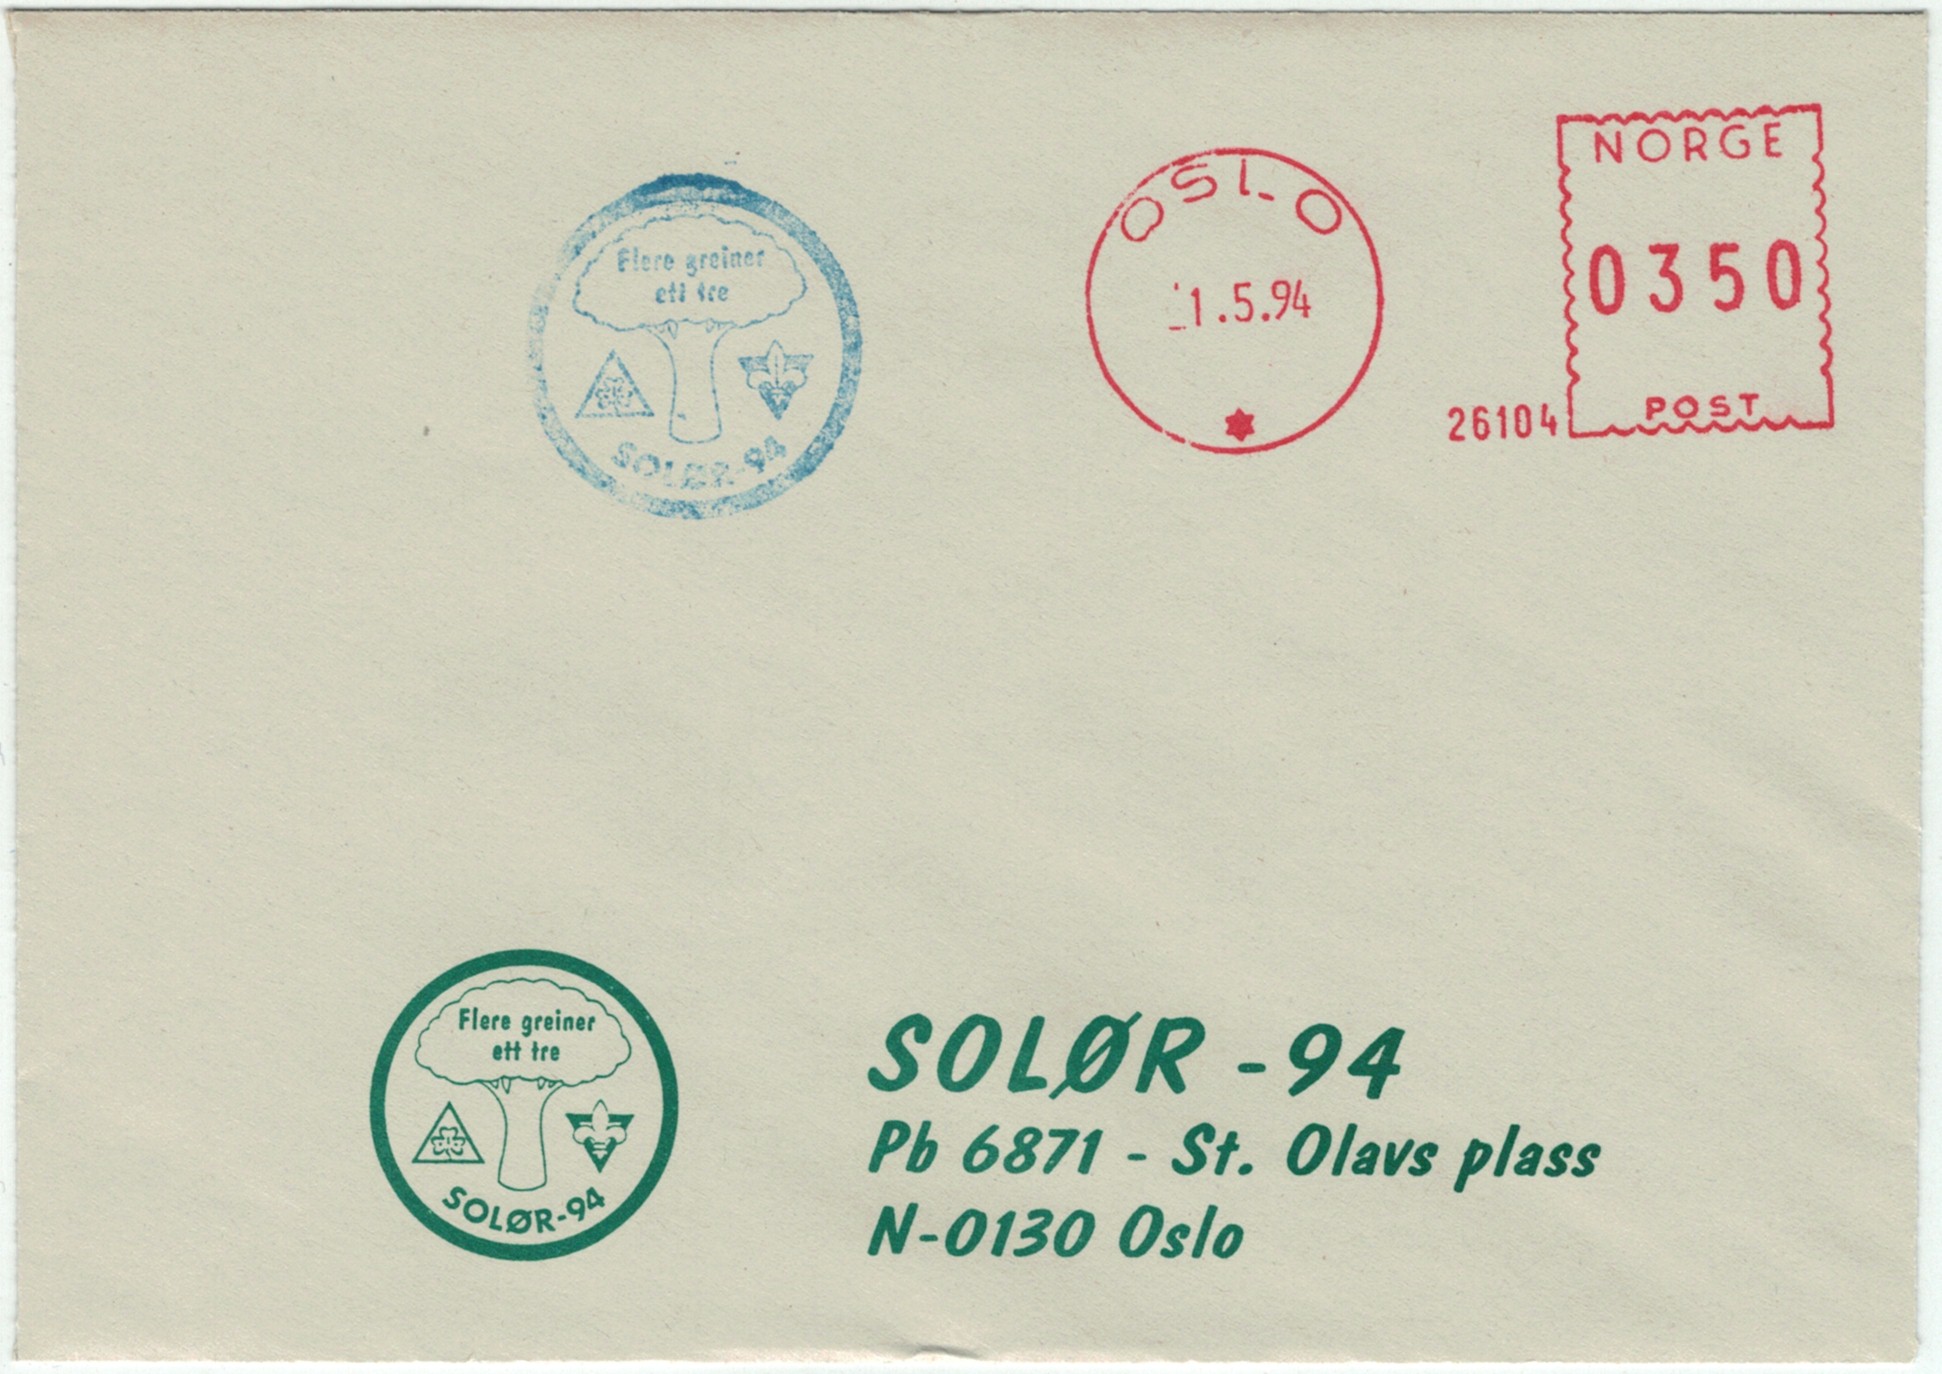 Flere greiner
ett tre
SOLØR-94
OSLO
1.5.94
NORGE
0350
POST
26104
Flere greiner
ett tre
SOLØR-94
SOLØR - 94
Pb 6871 - St. Olavs plass
N-0130 Oslo